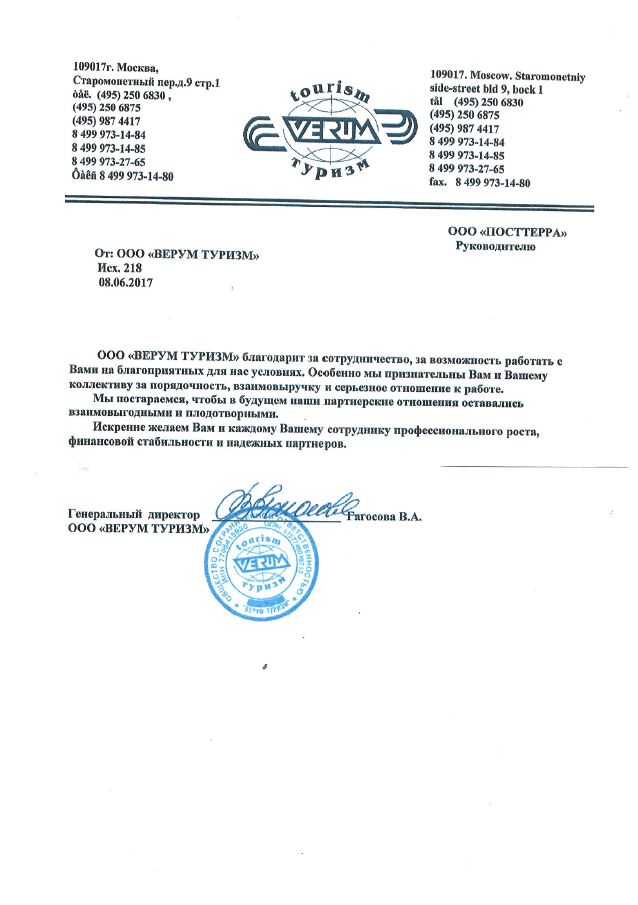 109017г. Москва,
Старомонетный пер.д.9 стр.1
òåë. (495) 250 6830 ,
(495) 250 6875
(495) 987 4417
8 499 973-14-84
8 499 973-14-85
8 499 973-27-65
Ôàêñ 8 499 973-14-80
tourism
VERUM
туризм
109017. Moscow. Staromonetniy
side-street bld 9, bock 1
tål (495) 250 6830
(495) 250 6875
(495) 987 4417
8 499 973-14-84
8 499 973-14-85
8 499 973-27-65
fax. 8 499 973-14-80
ООО «ПОСТТЕРРА»
Руководителю
От: ООО «ВЕРУМ ТУРИЗМ»
Исх. 218
08.06.2017
ООО «ВЕРУМ ТУРИЗМ» благодарит за сотрудничество, за возможность работать с
Вами на благоприятных для нас условиях. Особенно мы признательны Вам и Вашему
коллективу за порядочность, взаимовыручку и серьезное отношение к работе.
Мы постараемся, чтобы в будущем наши партнерские отношения оставались
взаимовыгодными и плодотворными.
Искренне желаем Вам и каждому Вашему сотруднику профессионального роста,
финансовой стабильности и надежных партнеров.
Генеральный директор Гагосова В.А.
ООО «ВЕРУМ ТУРИЗМ»
ОБЩЕСТВО С ОГРАНИЧЕННОЙ ОТВЕТСТВЕННОСТЬЮ
ИНН ОГРН
tourism
VERUM
туризм
"ВЕРУМ ТУРИЗМ"